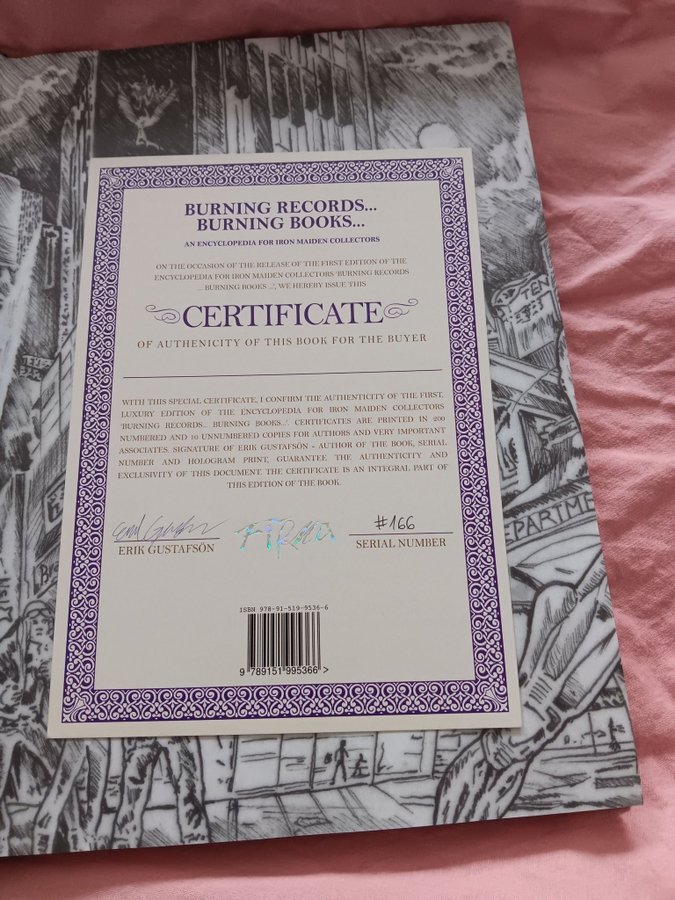 BURNING RECORDS...
BURNING BOOKS...
AN ENCYCLOPEDIA FOR IRON MAIDEN COLLECTORS
ON THE OCCASION OF THE RELEASE OF THE FIRST EDITION OF THE
ENCYCLOPEDIA FOR IRON MAIDEN COLLECTORS 'BURNING RECORDS
... BURNING BOOKS ...', WE HEREBY ISSUE THIS
CERTIFICATE
OF AUTHENICITY OF THIS BOOK FOR THE BUYER
WITH THIS SPECIAL CERTIFICATE, I CONFIRM THE AUTHENTICITY OF THE FIRST,
LUXURY EDITION OF THE ENCYCLOPEDIA FOR IRON MAIDEN COLLECTORS
'BURNING RECORDS... BURNING BOOKS...'. CERTIFICATES ARE PRINTED IN 200
NUMBERED AND 10 UNNUMBERED COPIES FOR AUTHORS AND VERY IMPORTANT
ASSOCIATES. SIGNATURE OF ERIK GUSTAFSÖN - AUTHOR OF THE BOOK, SERIAL
NUMBER AND HOLOGRAM PRINT, GUARANTEE THE AUTHENTICITY AND
EXCLUSIVITY OF THIS DOCUMENT. THE CERTIFICATE IS AN INTEGRAL PART OF
THIS EDITION OF THE BOOK.
#166
ERIK GUSTAFSÖN
SERIAL NUMBER
ISBN 978-91-519-9536-6
9 789151 995366 >